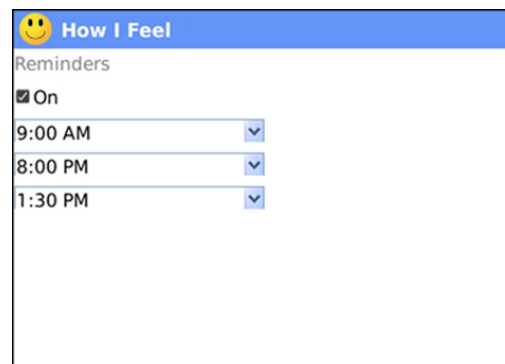 How I Feel
Reminders
On
9:00 AM
8:00 PM
1:30 PM